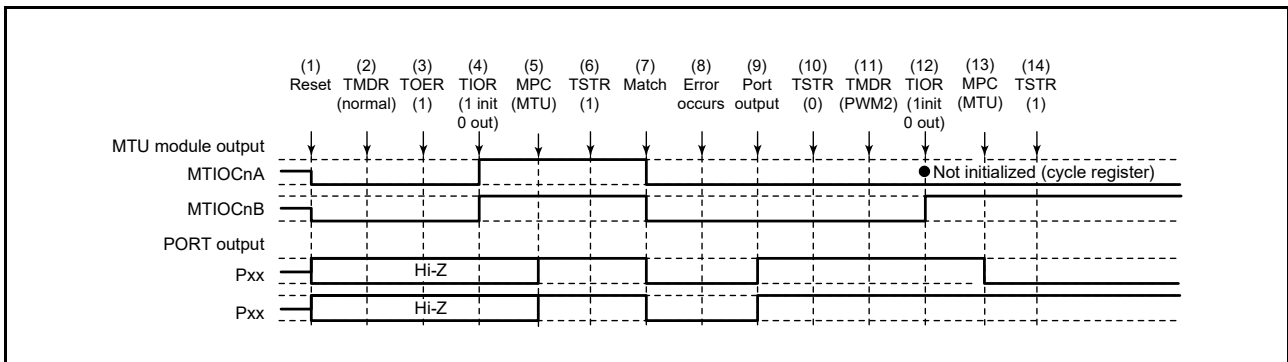 (1) (2) (3) (4) (5) (6) (7) (8) (9) (10) (11) (12) (13) (14)
Reset TMDR TOER TIOR MPC TSTR Match Error Port TSTR TMDR TIOR MPC TSTR
(normal) (1) (1 init (MTU) (1) occurs output (0) (PWM2) (1init (MTU) (1)
0 out) 0 out)
MTU module output
MTIOCnA
Not initialized (cycle register)
MTIOCnB
PORT output
Pxx Hi-Z
Pxx Hi-Z